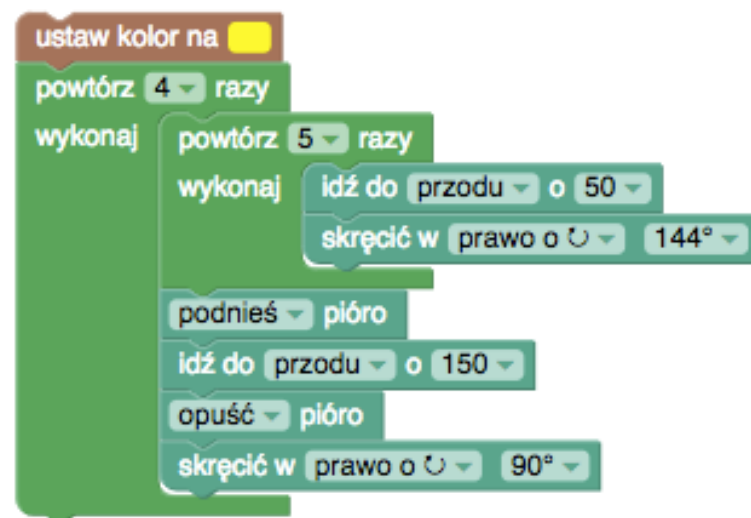 ustaw kolor na
powtórz 4 razy
wykonaj powtórz 5 razy
wykonaj idź do przodu o 50
skręcić w prawo o ↻ 144°
podnieś pióro
idź do przodu o 150
opuść pióro
skręcić w prawo o ↻ 90°